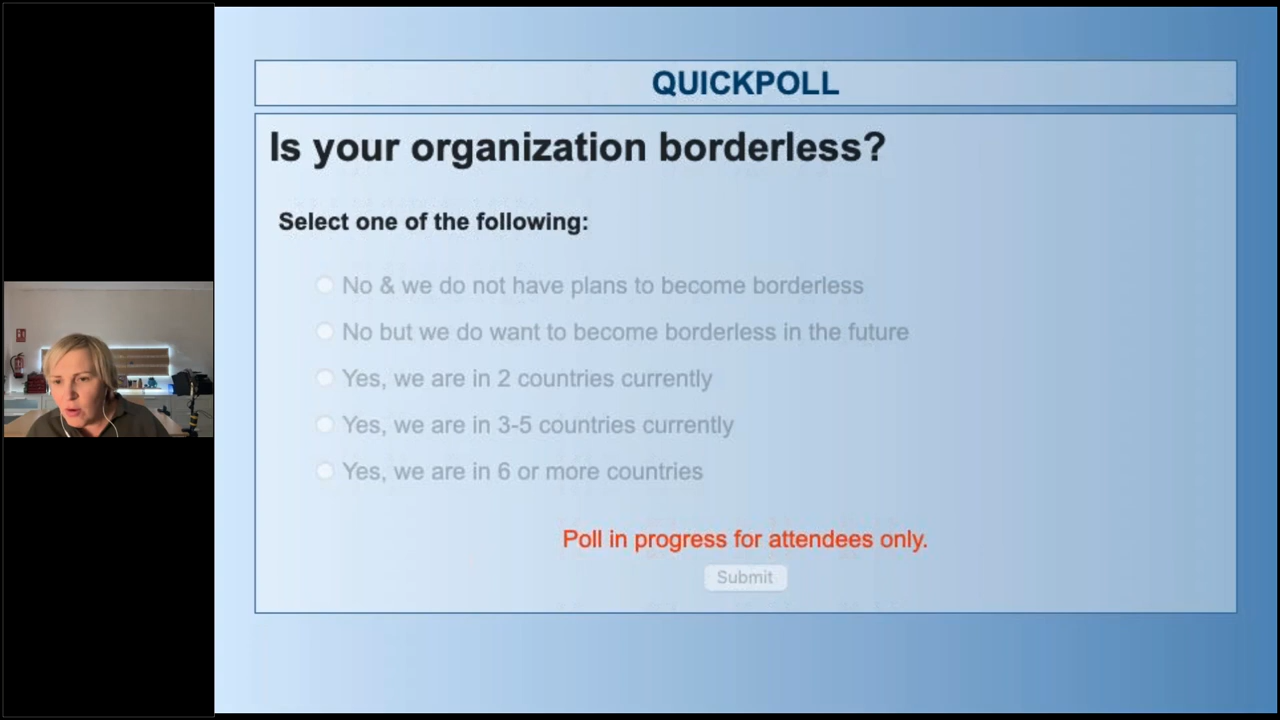 QUICKPOLL
Is your organization borderless?
Select one of the following:
No & we do not have plans to become borderless
No but we do want to become borderless in the future
Yes, we are in 2 countries currently
Yes, we are in 3-5 countries currently
Yes, we are in 6 or more countries
Poll in progress for attendees only.
Submit